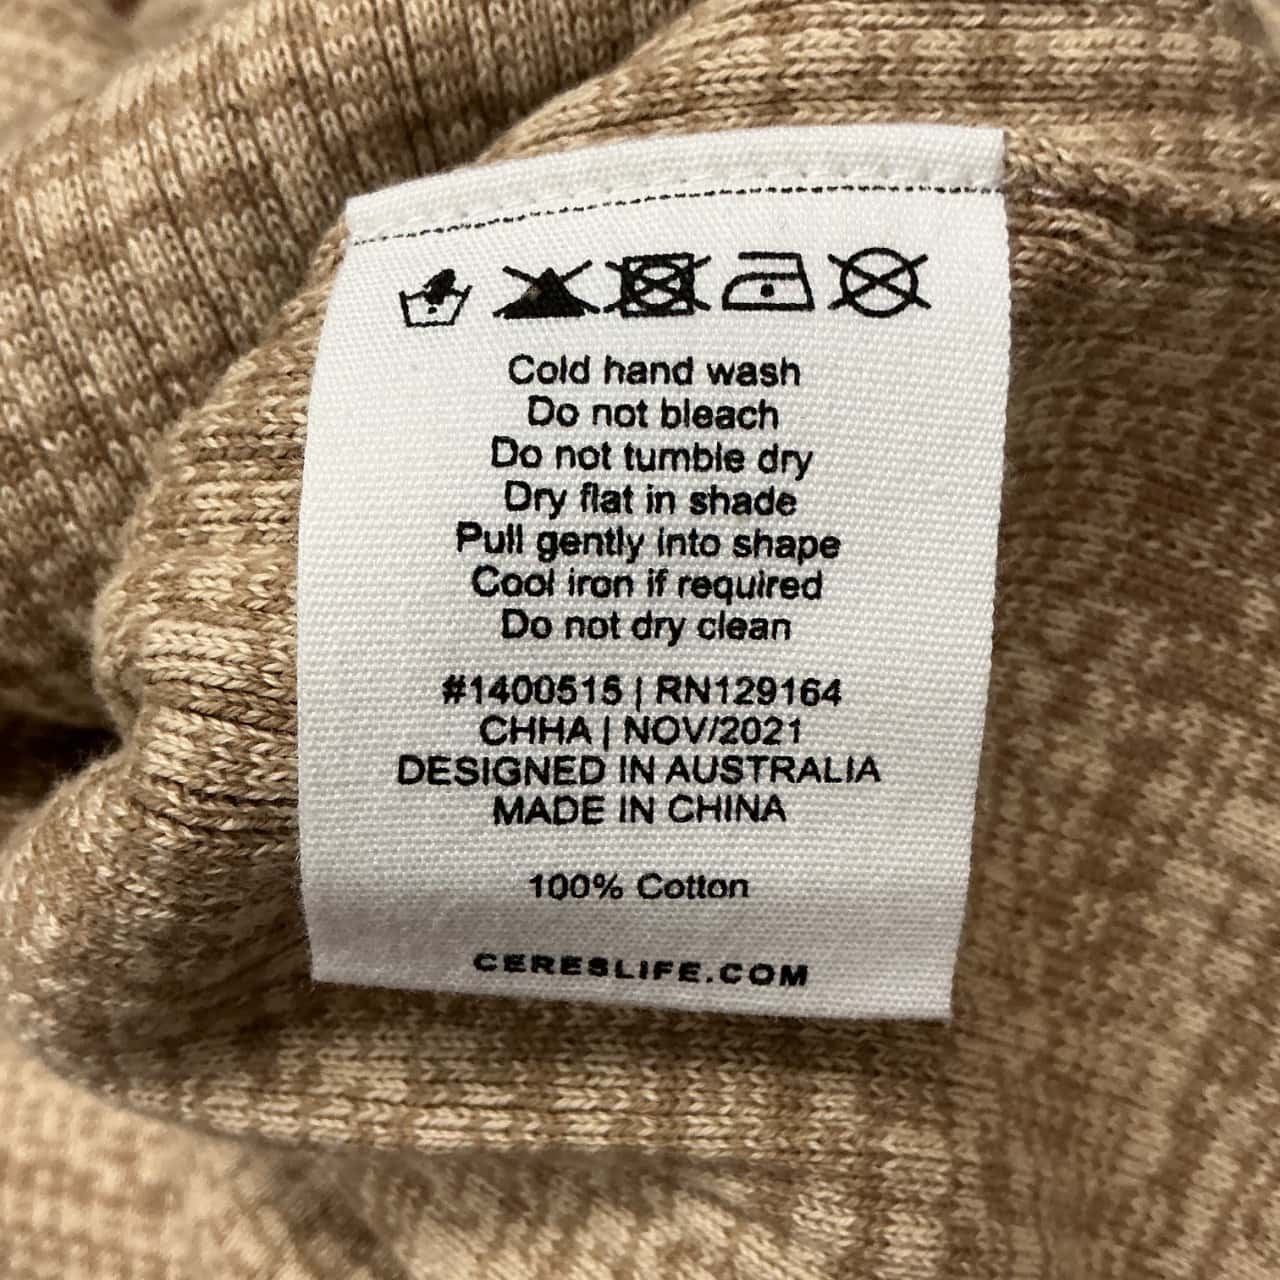 Cold hand wash
Do not bleach
Do not tumble dry
Dry flat in shade
Pull gently into shape
Cool iron if required
Do not dry clean
#1400515 | RN129164
CHHA | NOV/2021
DESIGNED IN AUSTRALIA
MADE IN CHINA
100% Cotton
CERESLIFE.COM